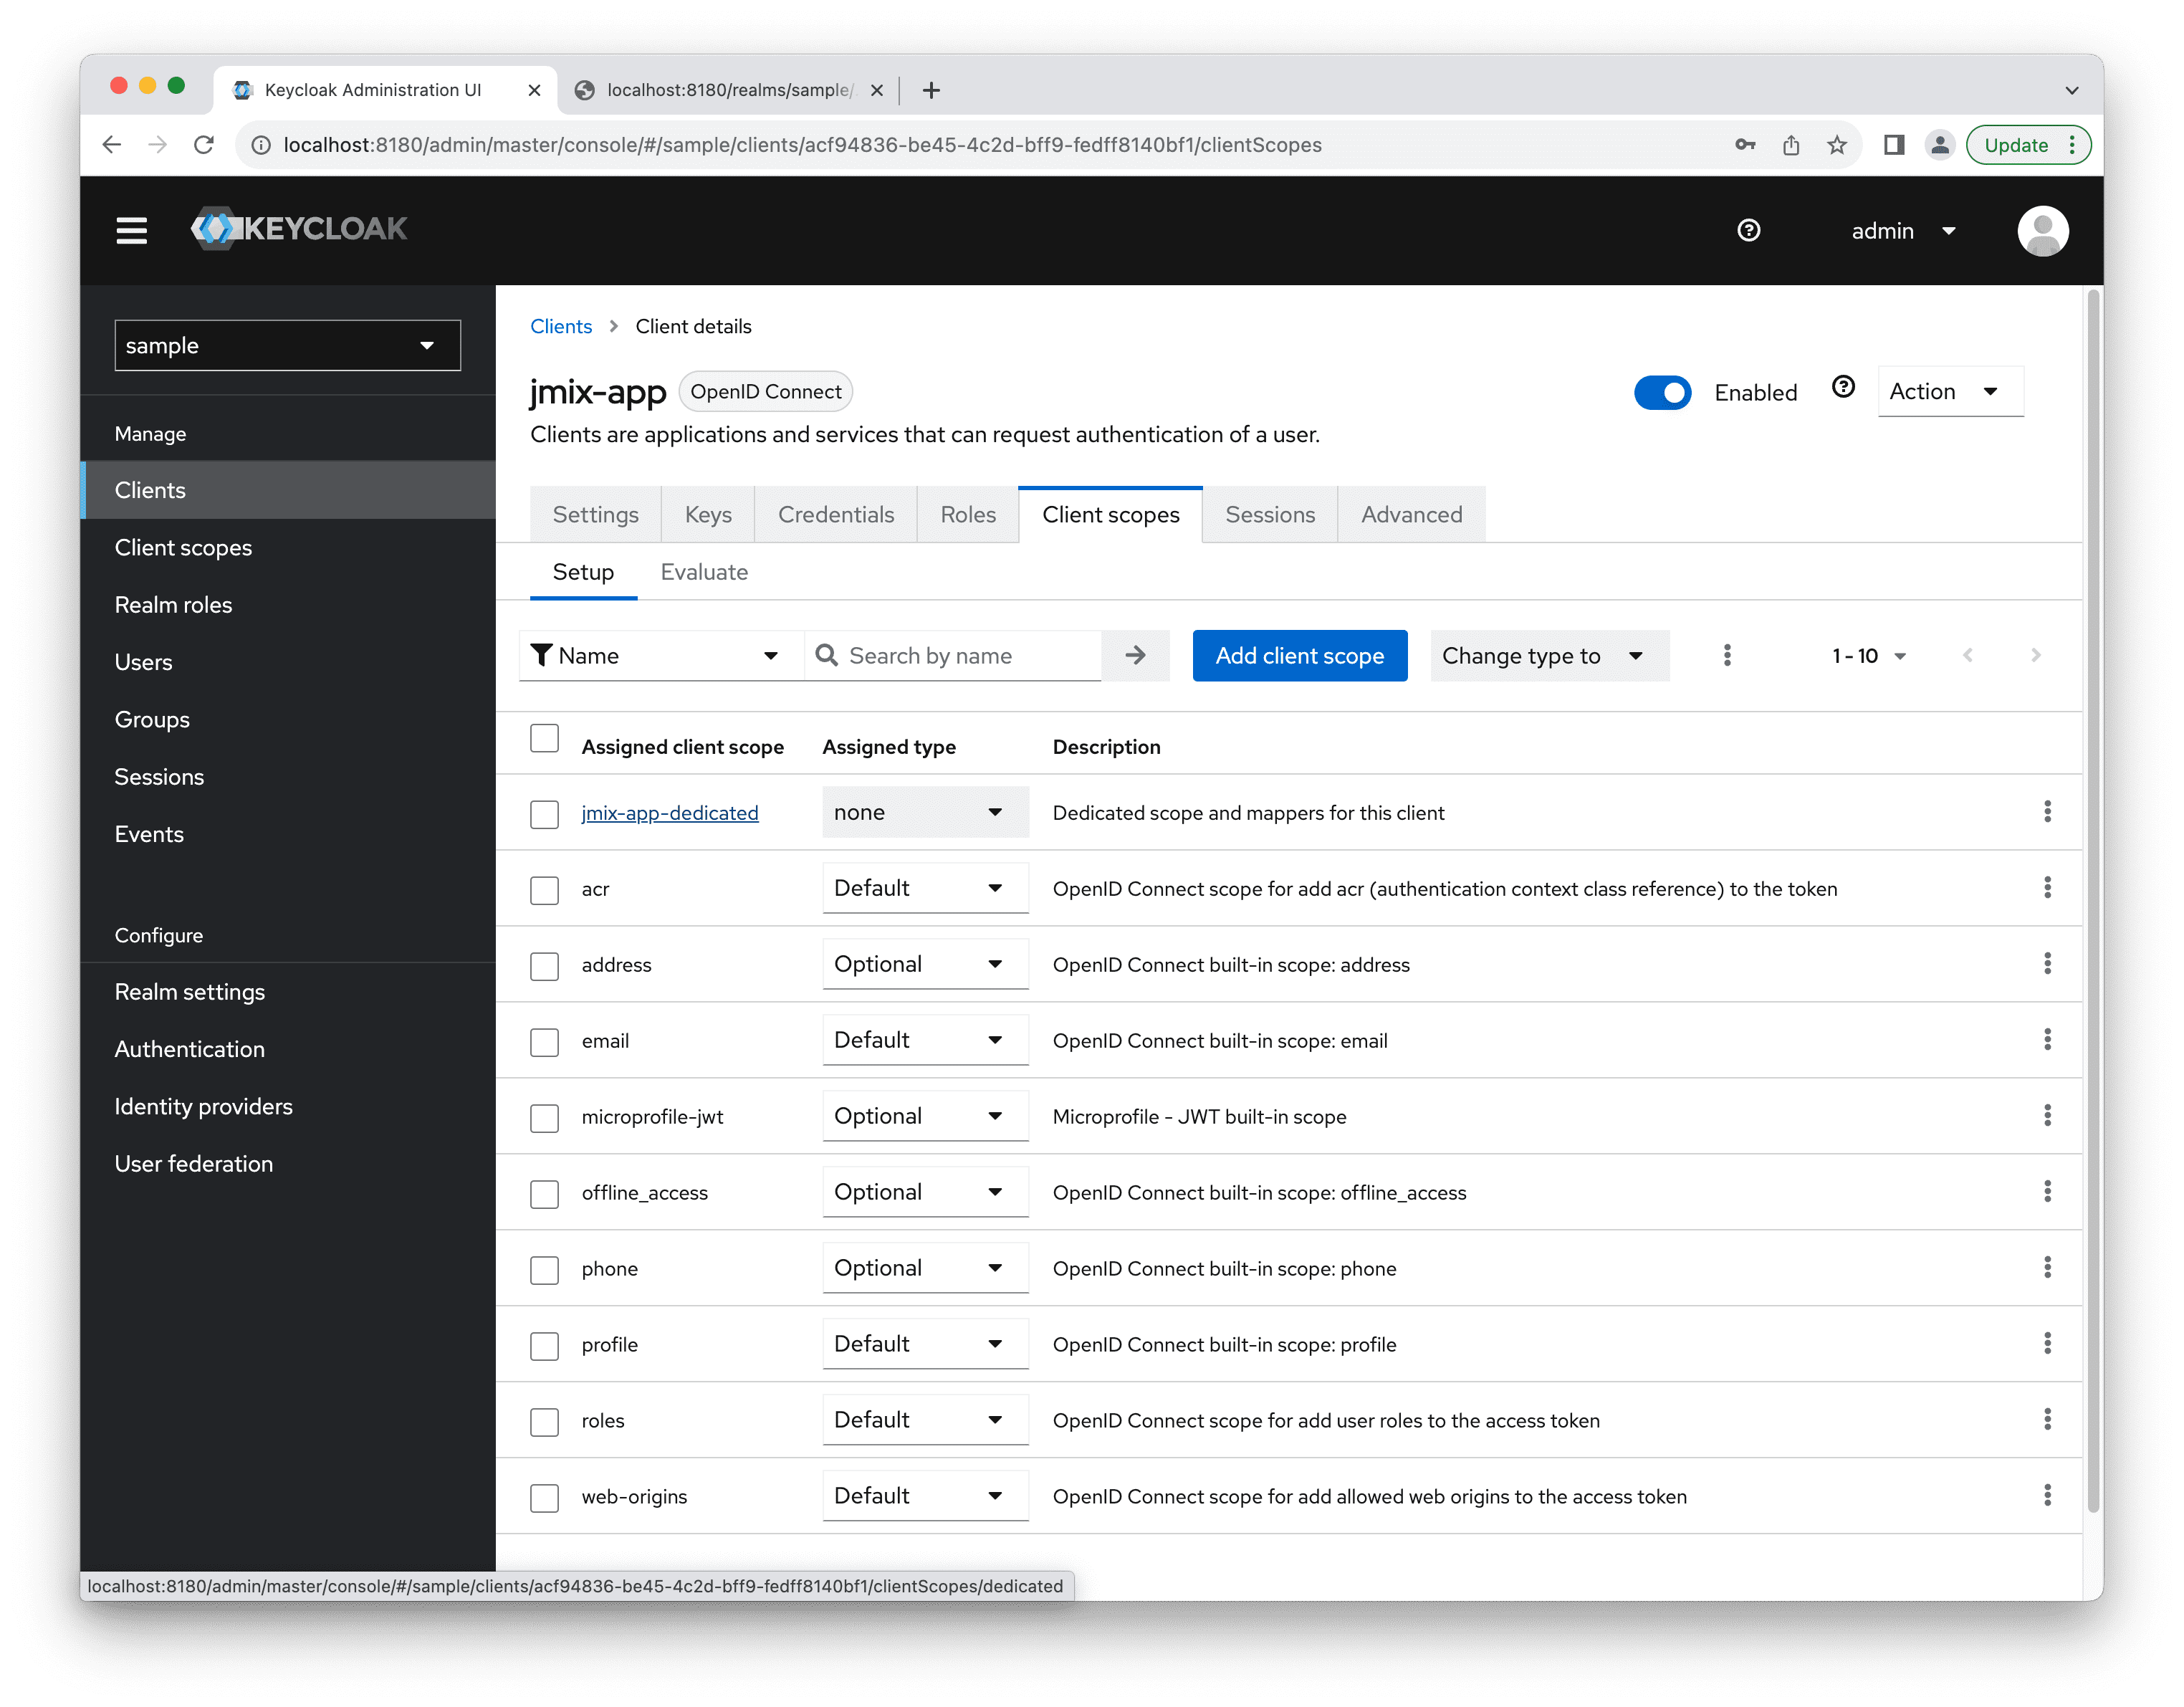 Keycloak Administration UI
localhost:8180/realms/sample/
localhost:8180/admin/master/console/#/sample/clients/acf94836-be45-4c2d-bff9-fedff8140bf1/clientScopes
Update
KEYCLOAK
admin
sample
Manage
Clients
Client scopes
Realm roles
Users
Groups
Sessions
Events
Configure
Realm settings
Authentication
Identity providers
User federation
Clients > Client details
jmix-app OpenID Connect
Enabled Action
Clients are applications and services that can request authentication of a user.
Settings Keys Credentials Roles Client scopes Sessions Advanced
Setup Evaluate
Name Search by name Add client scope Change type to 1 - 10
Assigned client scope Assigned type Description
jmix-app-dedicated none Dedicated scope and mappers for this client
acr Default OpenID Connect scope for add acr (authentication context class reference) to the token
address Optional OpenID Connect built-in scope: address
email Default OpenID Connect built-in scope: email
microprofile-jwt Optional Microprofile - JWT built-in scope
offline_access Optional OpenID Connect built-in scope: offline_access
phone Optional OpenID Connect built-in scope: phone
profile Default OpenID Connect built-in scope: profile
roles Default OpenID Connect scope for add user roles to the access token
web-origins Default OpenID Connect scope for add allowed web origins to the access token
localhost:8180/admin/master/console/#/sample/clients/acf94836-be45-4c2d-bff9-fedff8140bf1/clientScopes/dedicated